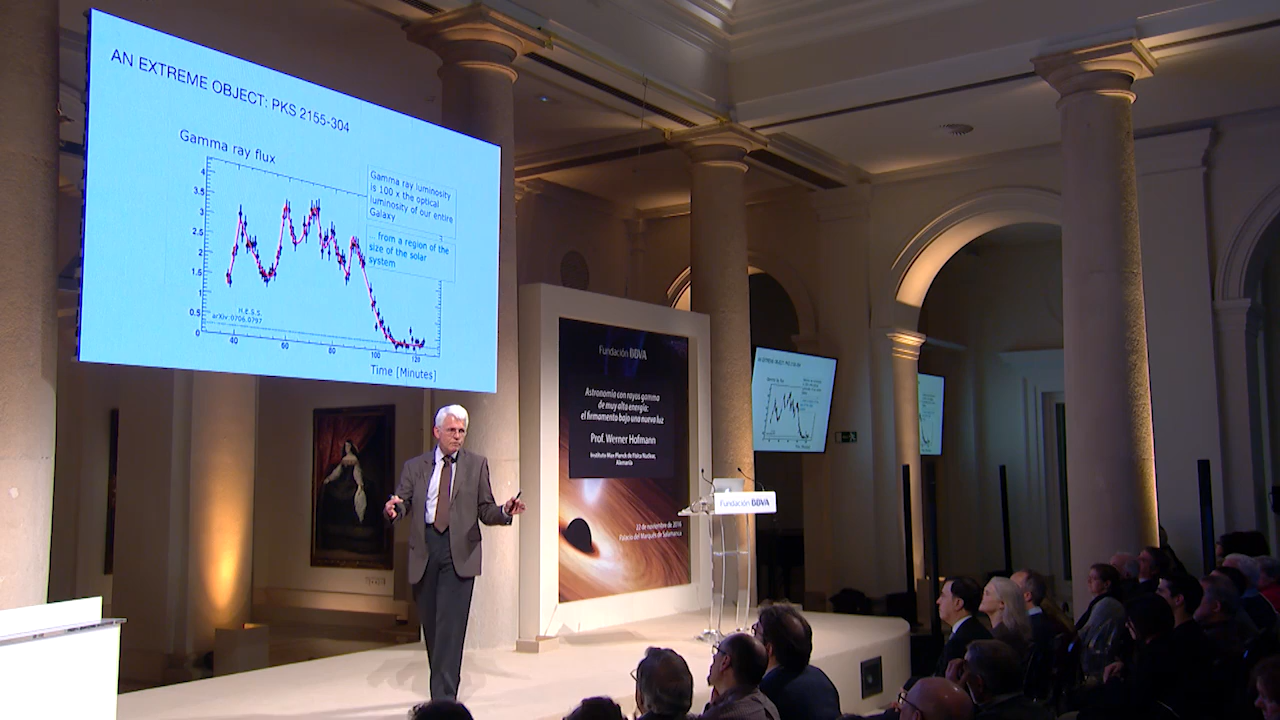 AN EXTREME OBJECT: PKS 2155-304
Gamma ray flux
4
3.5
3
2.5
2
1.5
1
0.5
0
40
60
80
100
120
Time [Minutes]
H.E.S.S.
arXiv:0706.0797
Gamma ray luminosity
is 100 x the optical
luminosity of our entire
Galaxy
... from a region of the
size of the solar
system
Fundación BBVA
Astronomía con rayos gamma
de muy alta energía:
el firmamento bajo una nueva luz
Prof. Werner Hofmann
Instituto Max Planck de Física Nuclear,
Alemania
22 de noviembre de 2016
Palacio del Marqués de Salamanca
Fundación BBVA